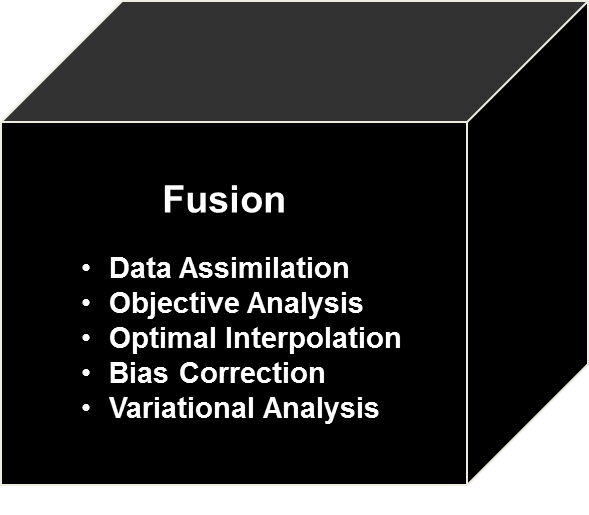 Fusion
• Data Assimilation
• Objective Analysis
• Optimal Interpolation
• Bias Correction
• Variational Analysis